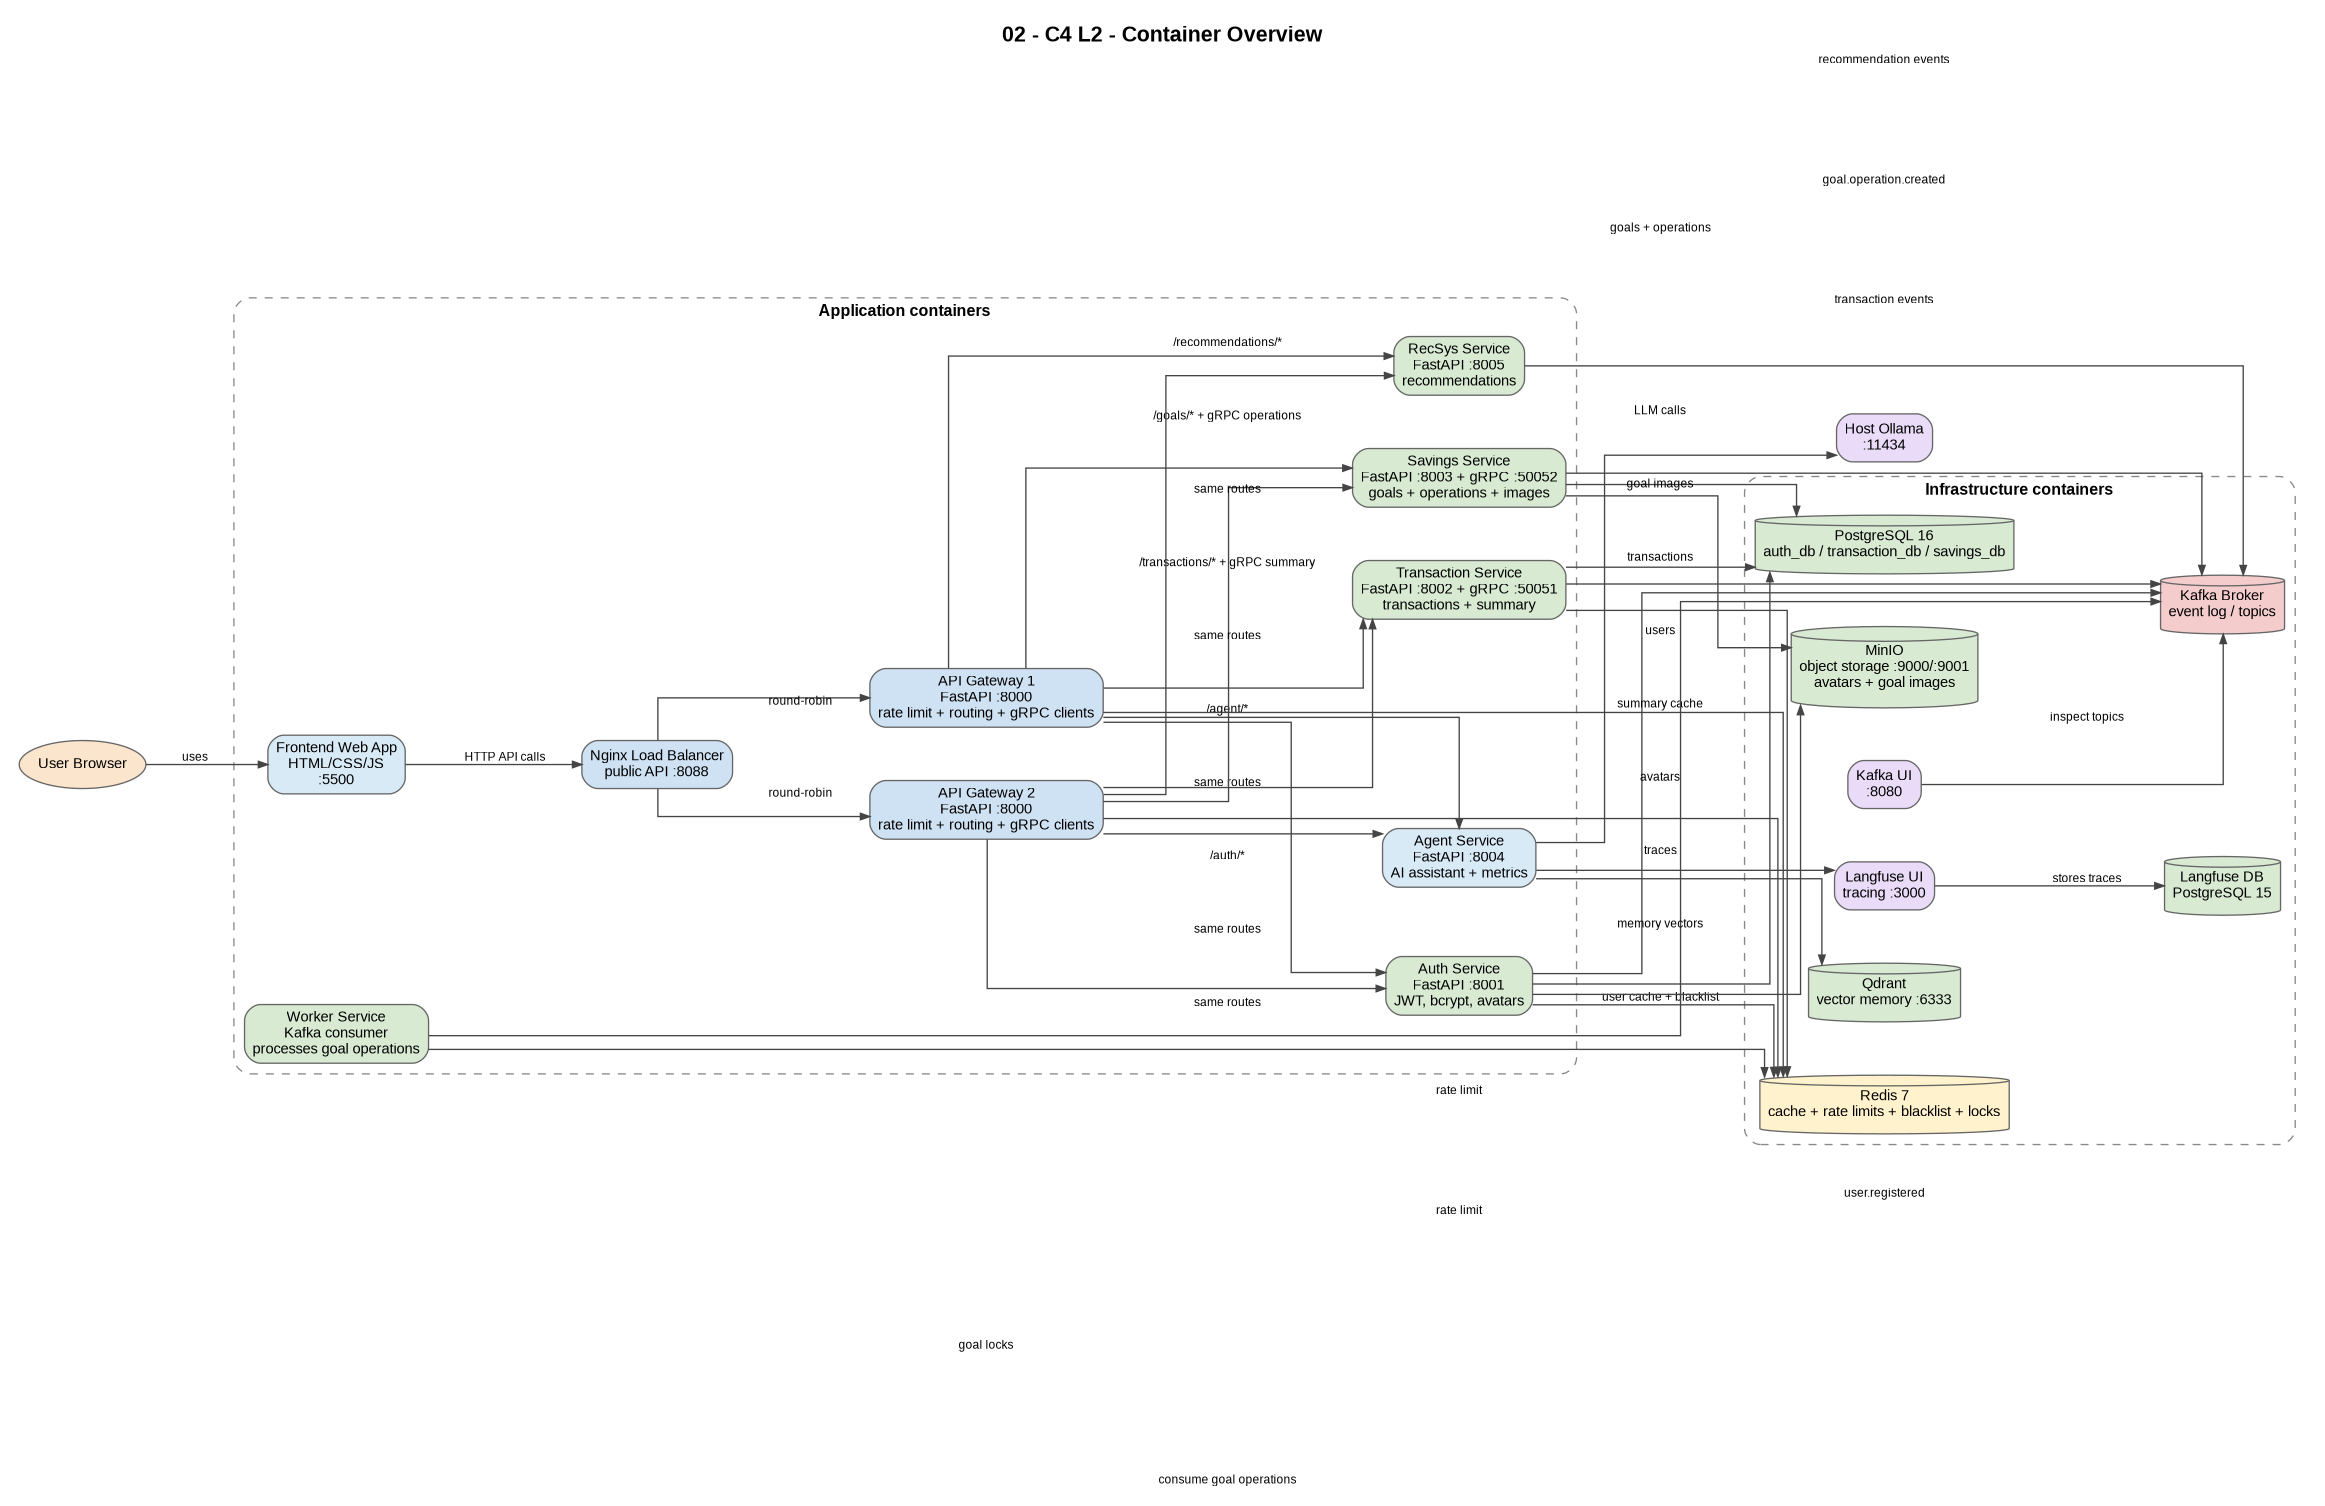 02 - C4 L2 - Container Overview
recommendation events
goal.operation.created
goals + operations
transaction events
Application containers
/recommendations/*
RecSys Service
FastAPI :8005
recommendations
/goals/* + gRPC operations
LLM calls
Host Ollama
:11434
Savings Service
FastAPI :8003 + gRPC :50052
goals + operations + images
same routes
goal images
Infrastructure containers
PostgreSQL 16
auth_db / transaction_db / savings_db
/transactions/* + gRPC summary
transactions
Transaction Service
FastAPI :8002 + gRPC :50051
transactions + summary
Kafka Broker
event log / topics
same routes
users
MinIO
object storage :9000/:9001
avatars + goal images
API Gateway 1
FastAPI :8000
rate limit + routing + gRPC clients
round-robin
/agent/*
summary cache
inspect topics
User Browser
uses
Frontend Web App
HTML/CSS/JS
:5500
HTTP API calls
Nginx Load Balancer
public API :8088
same routes
avatars
Kafka UI
:8080
round-robin
API Gateway 2
FastAPI :8000
rate limit + routing + gRPC clients
/auth/*
Agent Service
FastAPI :8004
AI assistant + metrics
traces
Langfuse UI
tracing :3000
stores traces
Langfuse DB
PostgreSQL 15
same routes
memory vectors
Auth Service
FastAPI :8001
JWT, bcrypt, avatars
Qdrant
vector memory :6333
same routes
user cache + blacklist
Worker Service
Kafka consumer
processes goal operations
rate limit
Redis 7
cache + rate limits + blacklist + locks
user.registered
rate limit
goal locks
consume goal operations